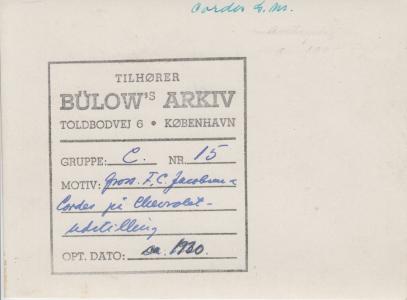 Cordes
TILHØRER
BÜLOW'S ARKIV
TOLDBODVEJ 6 • KØBENHAVN
GRUPPE: C. NR. 15
MOTIV: Gross. F.C. Jacobsen &
Cordes på Chevrolet-
udstilling
OPT. DATO: ca. 1930.